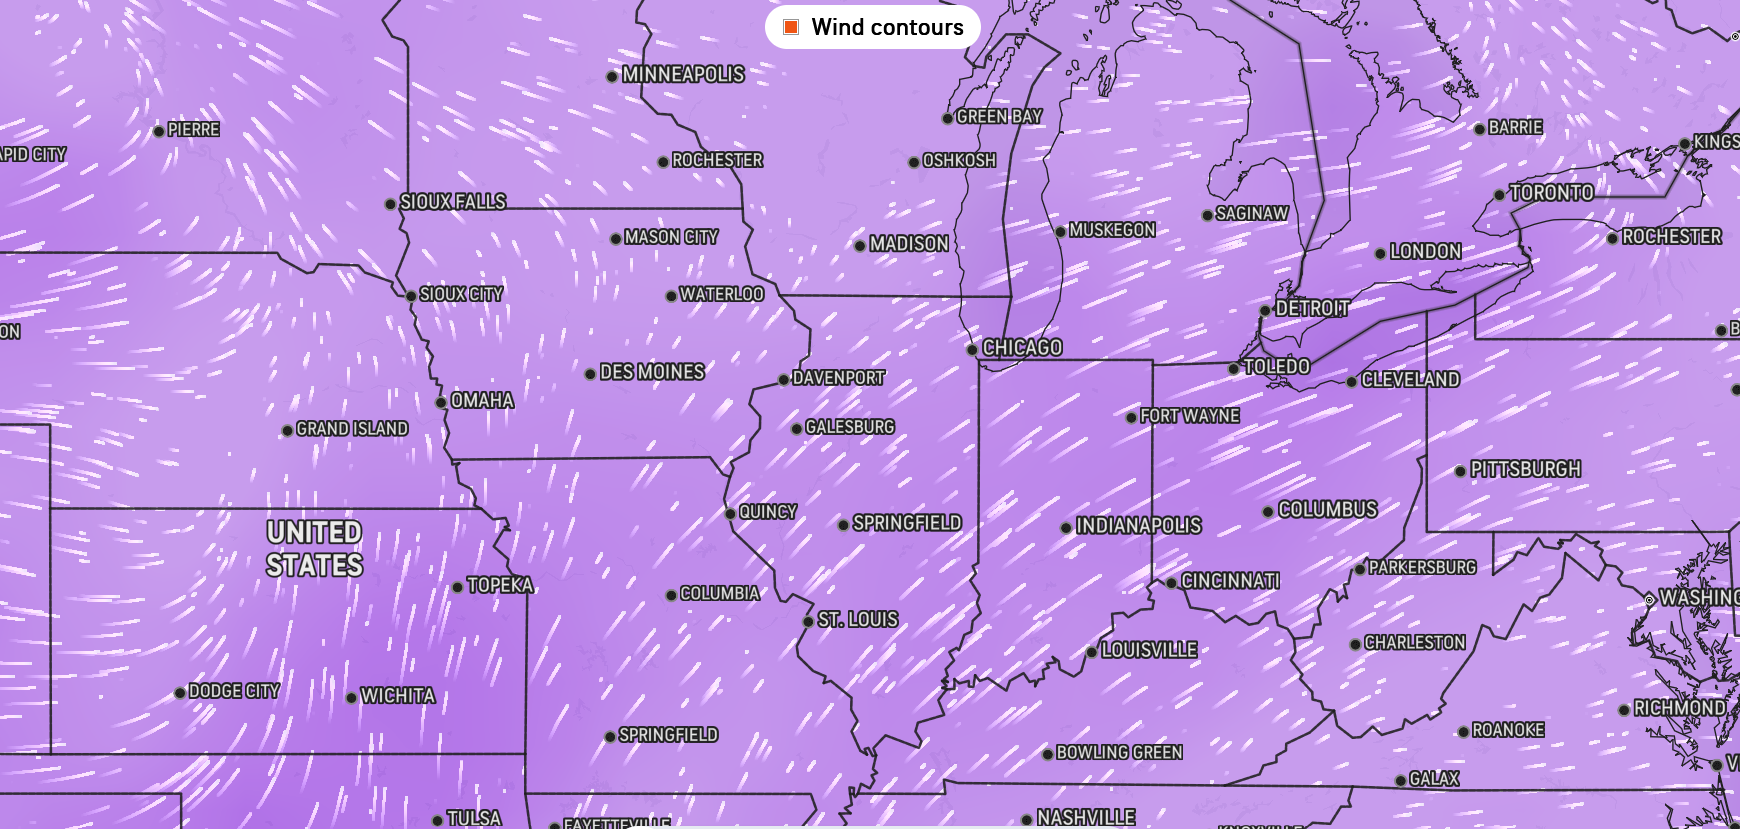 Wind contours
MINNEAPOLIS
GREEN BAY
PIERRE
BARRIE
KINGS
APID CITY
ROCHESTER
OSHKOSH
TORONTO
SIOUX FALLS
SAGINAW
MUSKEGON
MASON CITY
MADISON
ROCHESTER
LONDON
SIOUX CITY
WATERLOO
DETROIT
ON
B
CHICAGO
TOLEDO
DES MOINES
DAVENPORT
CLEVELAND
OMAHA
FORT WAYNE
GRAND ISLAND
GALESBURG
PITTSBURGH
QUINCY
SPRINGFIELD
INDIANAPOLIS
COLUMBUS
UNITED
STATES
TOPEKA
CINCINNATI
PARKERSBURG
COLUMBIA
WASHING
ST. LOUIS
LOUISVILLE
CHARLESTON
DODGE CITY
WICHITA
RICHMOND
SPRINGFIELD
ROANOKE
BOWLING GREEN
VI
GALAX
TULSA
FAYETTEVILLE
NASHVILLE
KNOXVILLE